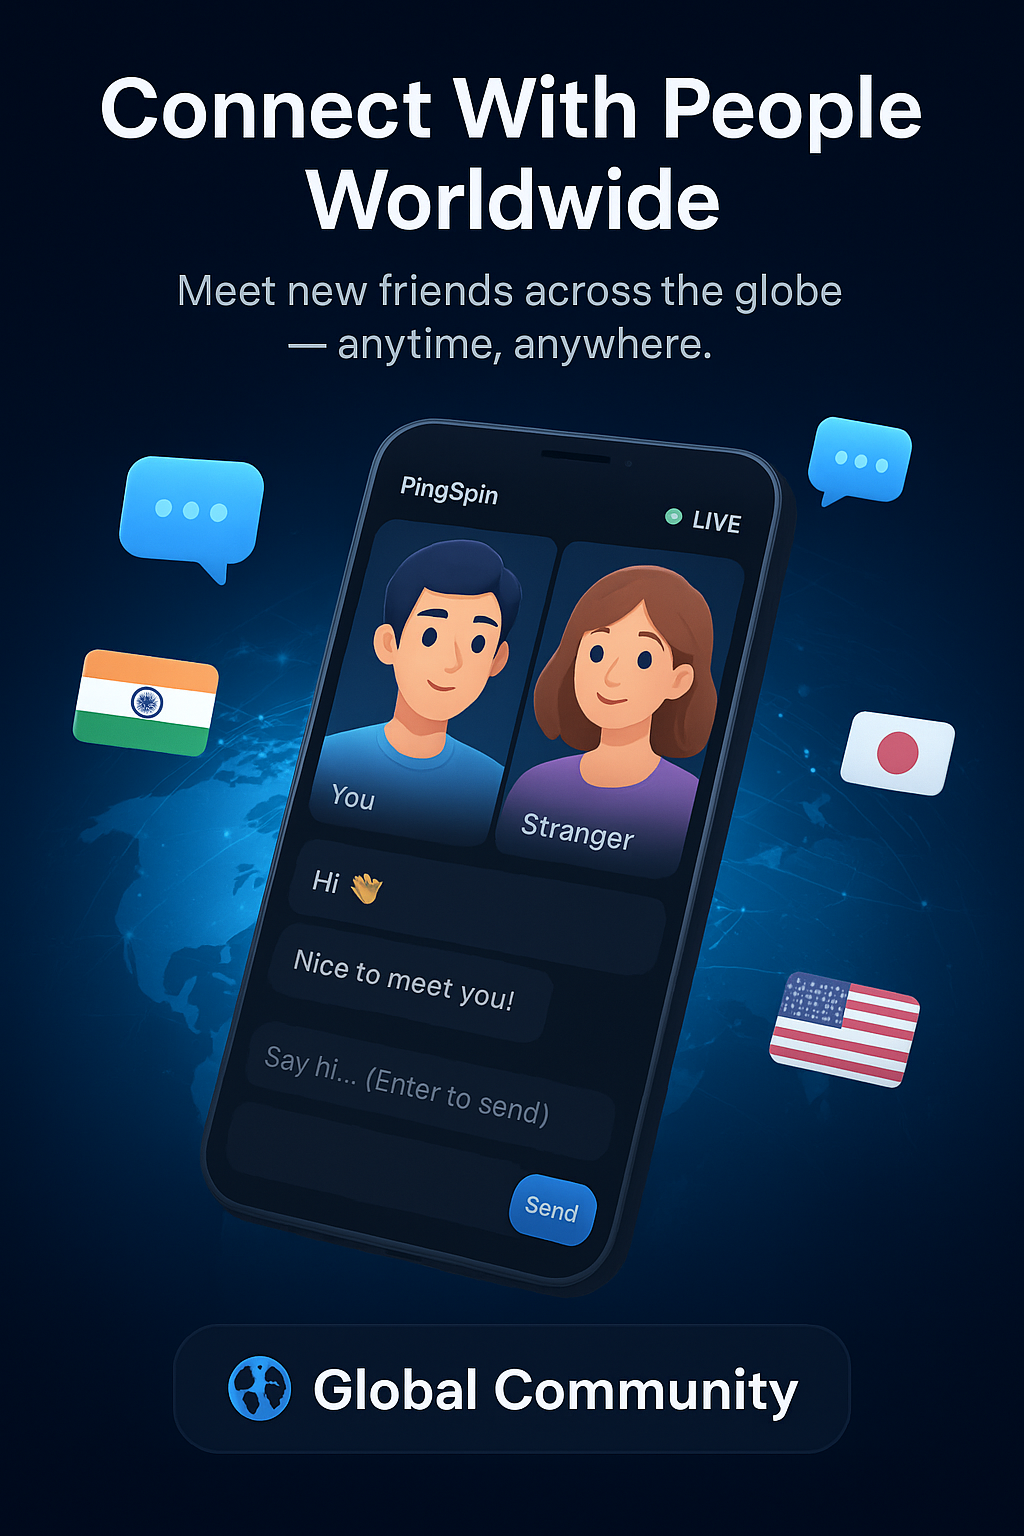 Connect With People
Worldwide
Meet new friends across the globe
— anytime, anywhere.
PingSpin
LIVE
You
Stranger
Hi 👋
Nice to meet you!
Say hi... (Enter to send)
Send
Global Community